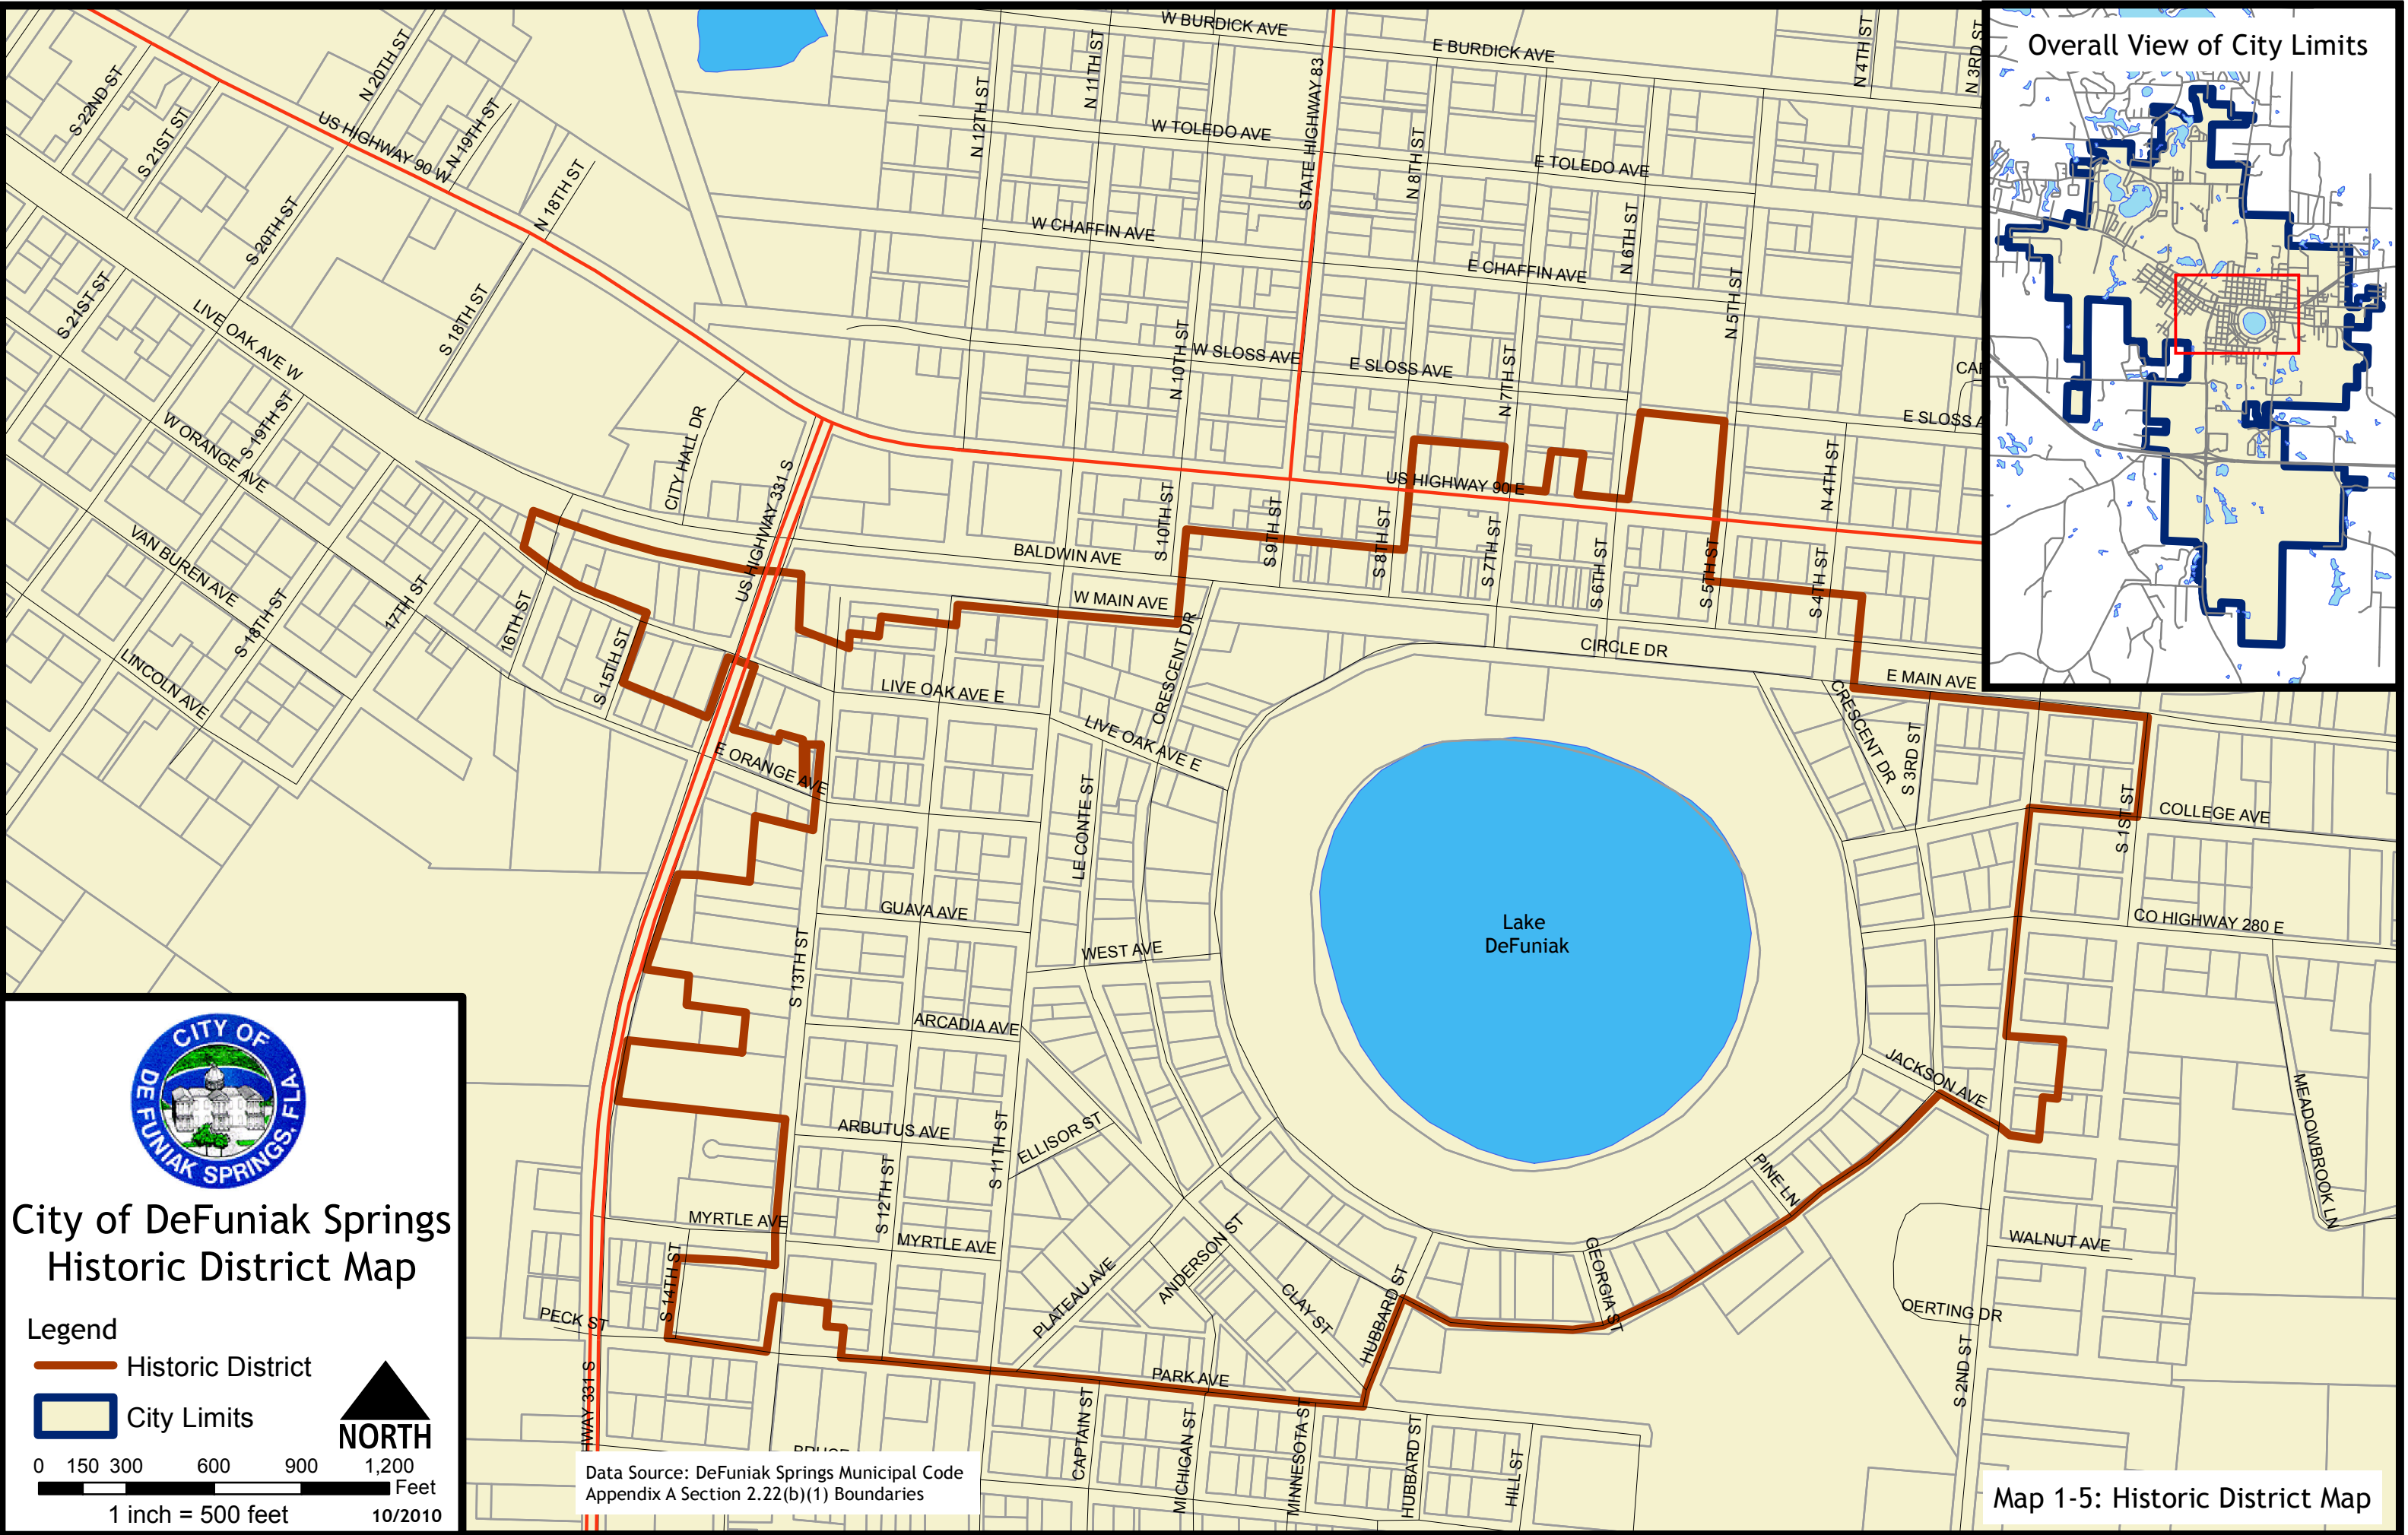 W BURDICK AVE
E BURDICK AVE
N 4TH ST
N 3RD ST
Overall View of City Limits
S 22ND ST
N 20TH ST
N 11TH ST
STATE HIGHWAY 83
S 21ST ST
US HIGHWAY 90 W
N 19TH ST
N 12TH ST
W TOLEDO AVE
N 8TH ST
E TOLEDO AVE
S 20TH ST
N 18TH ST
W CHAFFIN AVE
E CHAFFIN AVE
N 6TH ST
N 5TH ST
S 21ST ST
LIVE OAK AVE W
S 18TH ST
N 10TH ST
W SLOSS AVE
E SLOSS AVE
N 7TH ST
E SLOSS A
W ORANGE AVE
S 19TH ST
CITY HALL DR
US HIGHWAY 331 S
US HIGHWAY 90 E
N 4TH ST
VAN BUREN AVE
S 18TH ST
17TH ST
16TH ST
S 15TH ST
BALDWIN AVE
S 10TH ST
S 9TH ST
S 8TH ST
S 7TH ST
S 6TH ST
S 5TH ST
S 4TH ST
W MAIN AVE
CRESCENT DR
CIRCLE DR
E MAIN AVE
LINCOLN AVE
LIVE OAK AVE E
LIVE OAK AVE E
CRESCENT DR
S 3RD ST
E ORANGE AVE
LE CONTE ST
S 1ST ST
COLLEGE AVE
GUAVA AVE
WEST AVE
Lake
DeFuniak
CO HIGHWAY 280 E
S 13TH ST
ARCADIA AVE
JACKSON AVE
MEADOWBROOK LN
ARBUTUS AVE
S 11TH ST
ELLISOR ST
S 12TH ST
PINE LN
MYRTLE AVE
MYRTLE AVE
S 14TH ST
PLATEAU AVE
ANDERSON ST
CLAY ST
HUBBARD ST
GEORGIA ST
WALNUT AVE
OERTING DR
PECK ST
PARK AVE
S 2ND ST
HWAY 331 S
CAPTAIN ST
MICHIGAN ST
MINNESOTA ST
HUBBARD ST
HILL ST
CITY OF
DE FUNIAK SPRINGS, FLA.
City of DeFuniak Springs
Historic District Map
Legend
Historic District
City Limits
NORTH
0 150 300 600 900 1,200
Feet
1 inch = 500 feet
10/2010
Data Source: DeFuniak Springs Municipal Code
Appendix A Section 2.22(b)(1) Boundaries
Map 1-5: Historic District Map